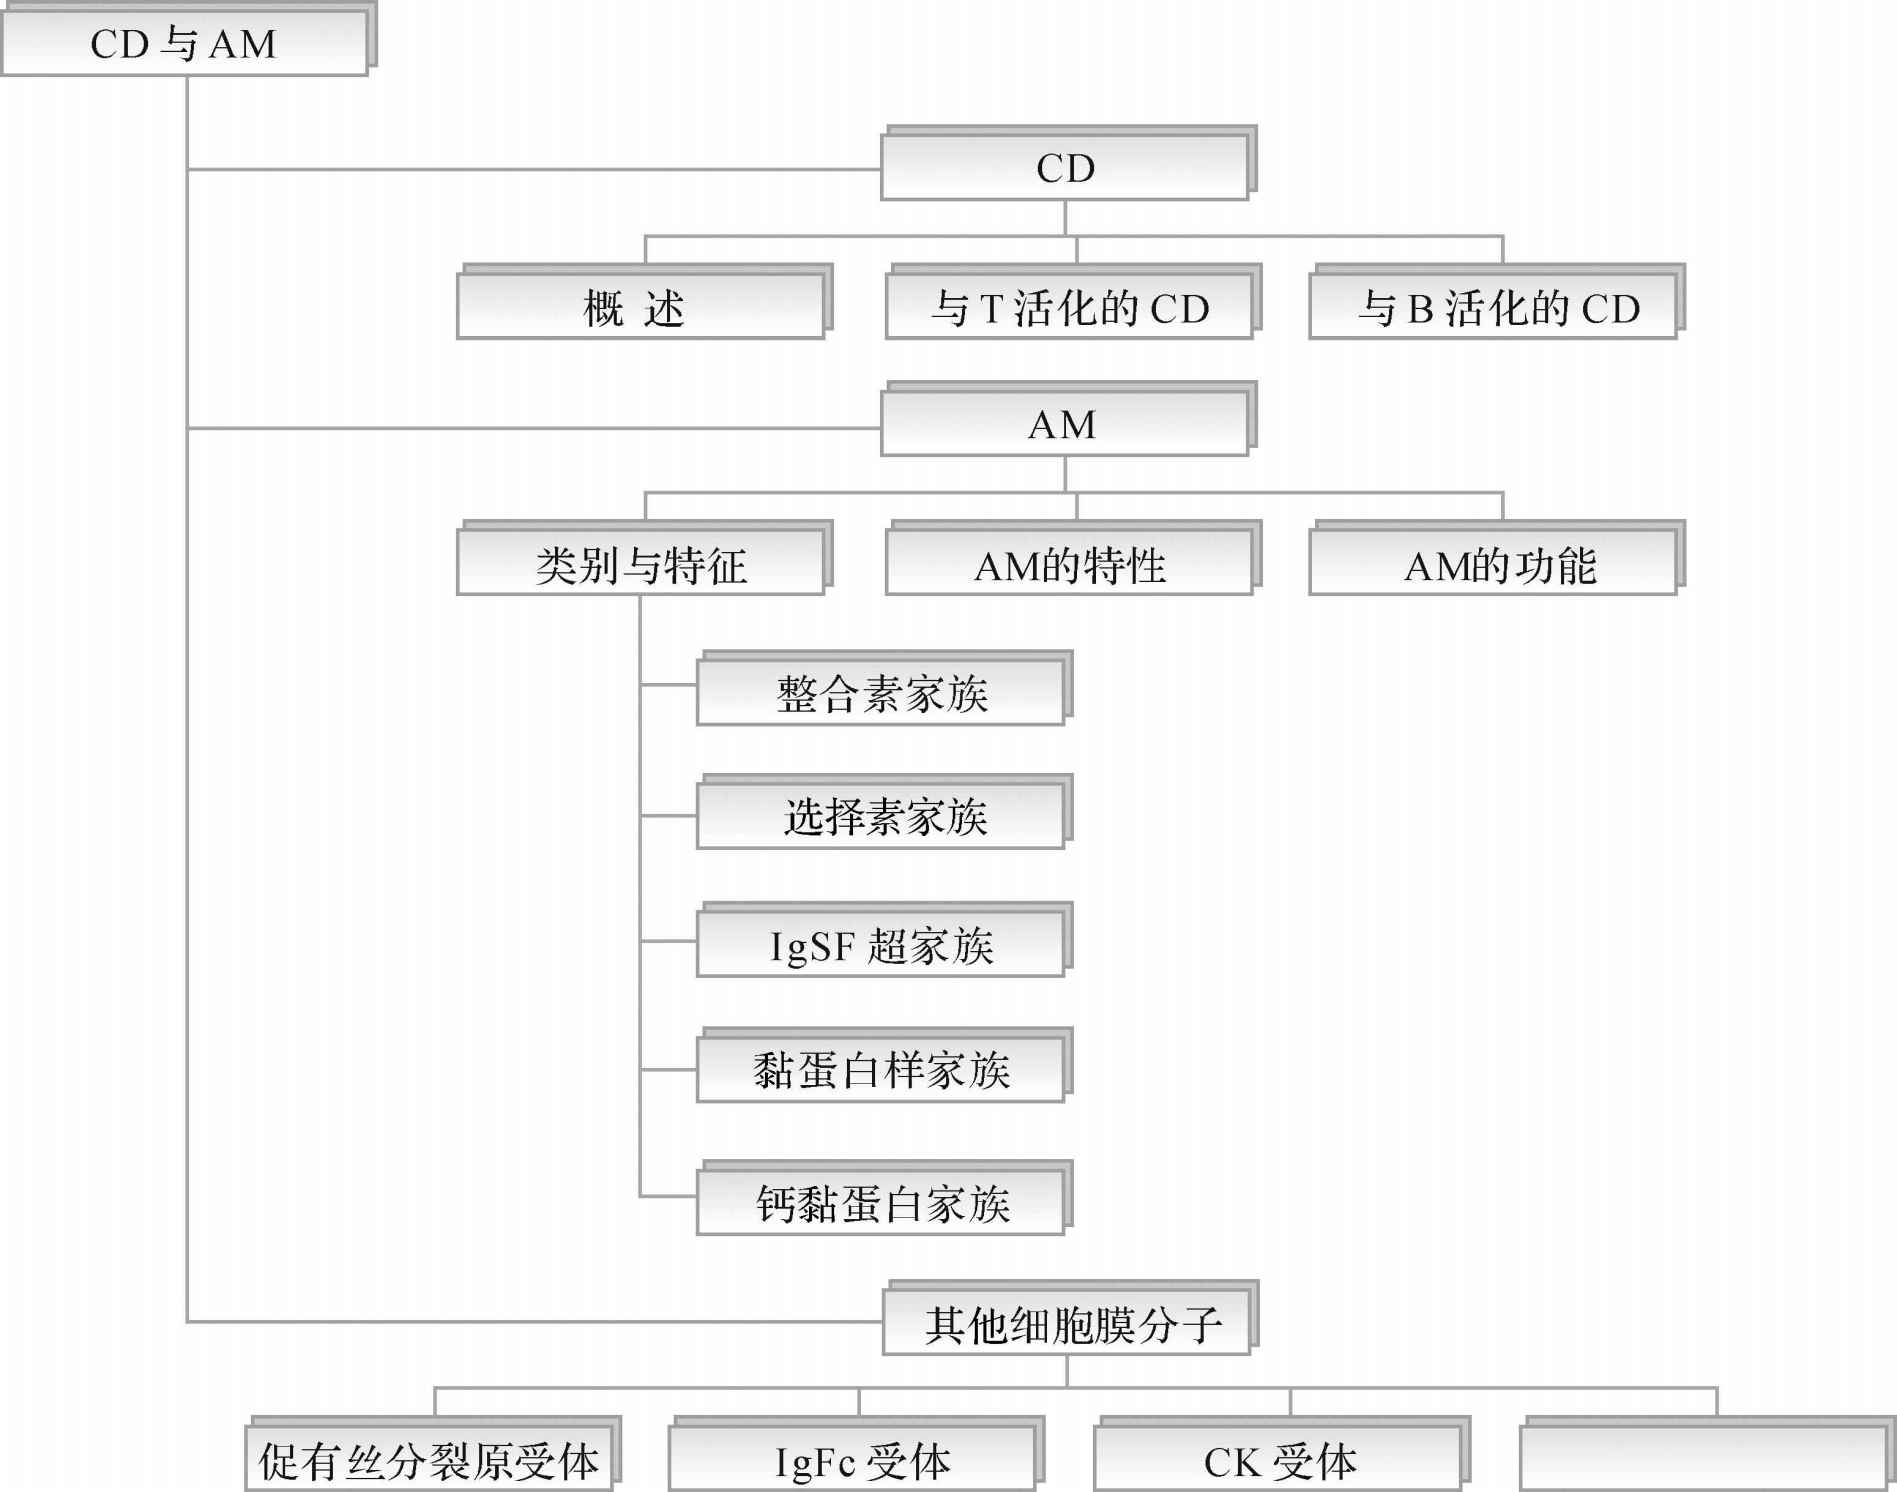 CD 与 AM
CD
概 述
与 T 活化的 CD
与 B 活化的 CD
AM
类别与特征
AM的特性
AM的功能
整合素家族
选择素家族
IgSF 超家族
黏蛋白样家族
钙黏蛋白家族
其他细胞膜分子
促有丝分裂原受体
IgFc 受体
CK 受体